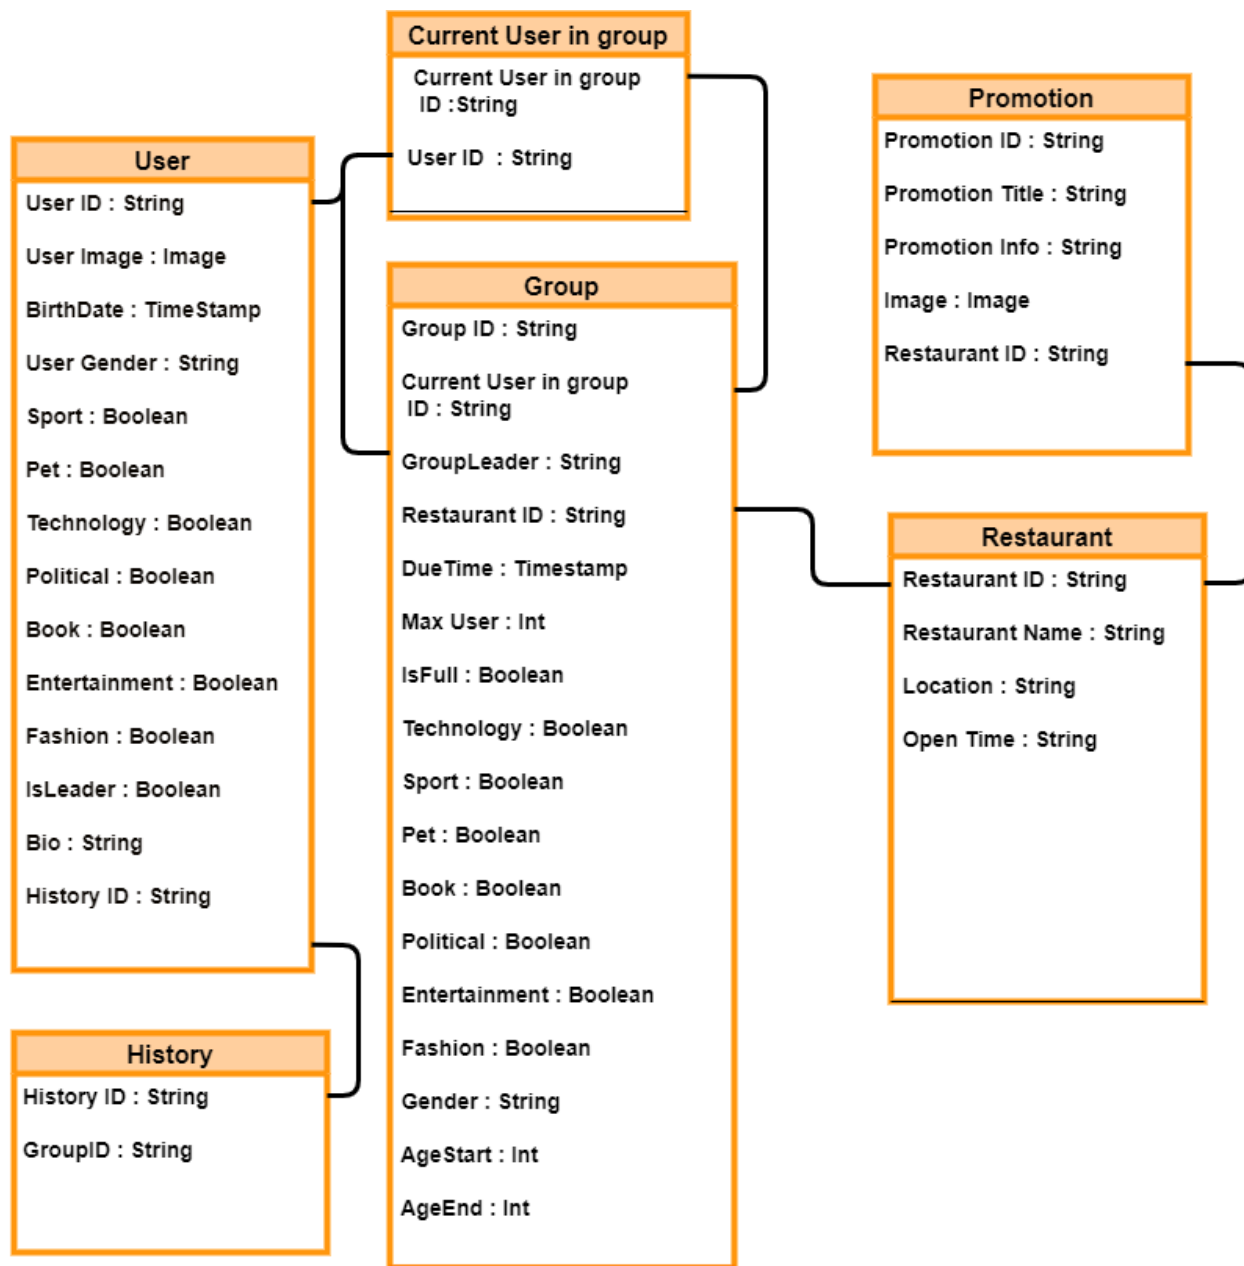 Current User in group
Current User in group
ID :String
User ID : String
User
User ID : String
User Image : Image
BirthDate : TimeStamp
User Gender : String
Sport : Boolean
Pet : Boolean
Technology : Boolean
Political : Boolean
Book : Boolean
Entertainment : Boolean
Fashion : Boolean
IsLeader : Boolean
Bio : String
History ID : String
History
History ID : String
GroupID : String
Group
Group ID : String
Current User in group
ID : String
GroupLeader : String
Restaurant ID : String
DueTime : Timestamp
Max User : Int
IsFull : Boolean
Technology : Boolean
Sport : Boolean
Pet : Boolean
Book : Boolean
Political : Boolean
Entertainment : Boolean
Fashion : Boolean
Gender : String
AgeStart : Int
AgeEnd : Int
Promotion
Promotion ID : String
Promotion Title : String
Promotion Info : String
Image : Image
Restaurant ID : String
Restaurant
Restaurant ID : String
Restaurant Name : String
Location : String
Open Time : String